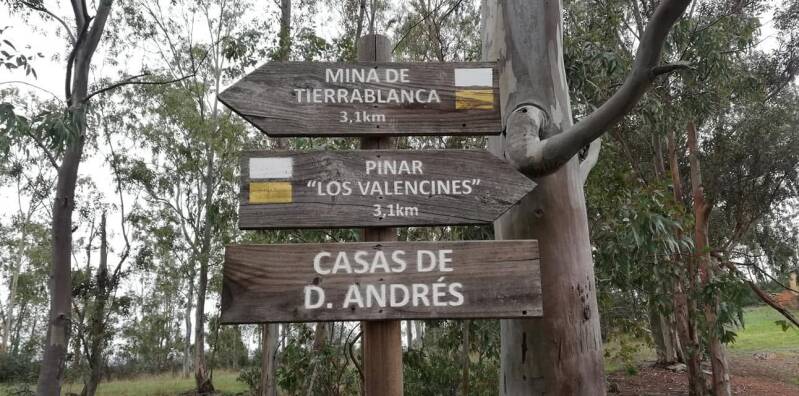 MINA DE
TIERRABLANCA
3,1km
PINAR
“LOS VALENCINES”
3,1km
CASAS DE
D. ANDRÉS